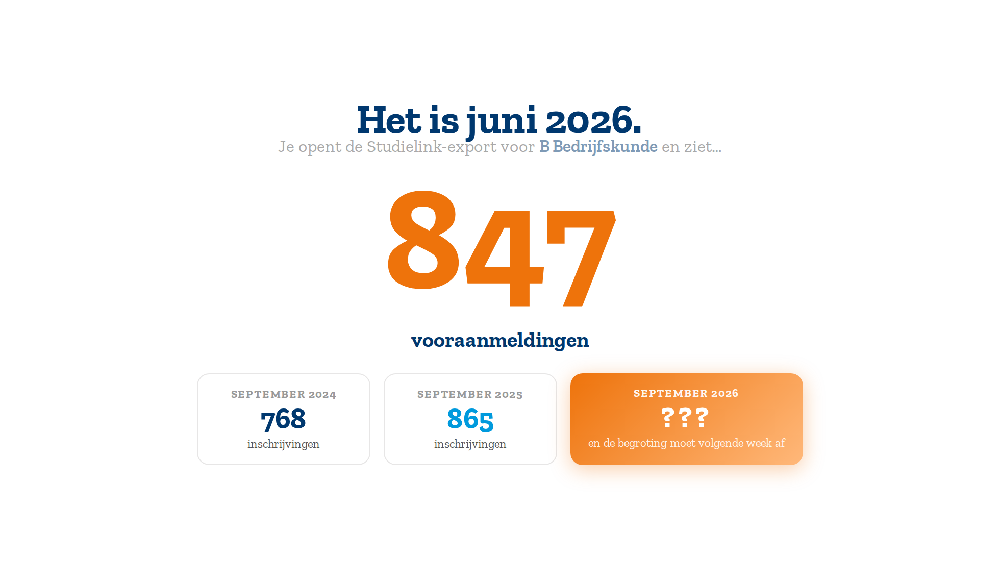 Het is juni 2026.
Je opent de Studielink-export voor B Bedrijfskunde en ziet...
847
vooraanmeldingen
SEPTEMBER 2024
768
inschrijvingen
SEPTEMBER 2025
865
inschrijvingen
SEPTEMBER 2026
???
en de begroting moet volgende week af